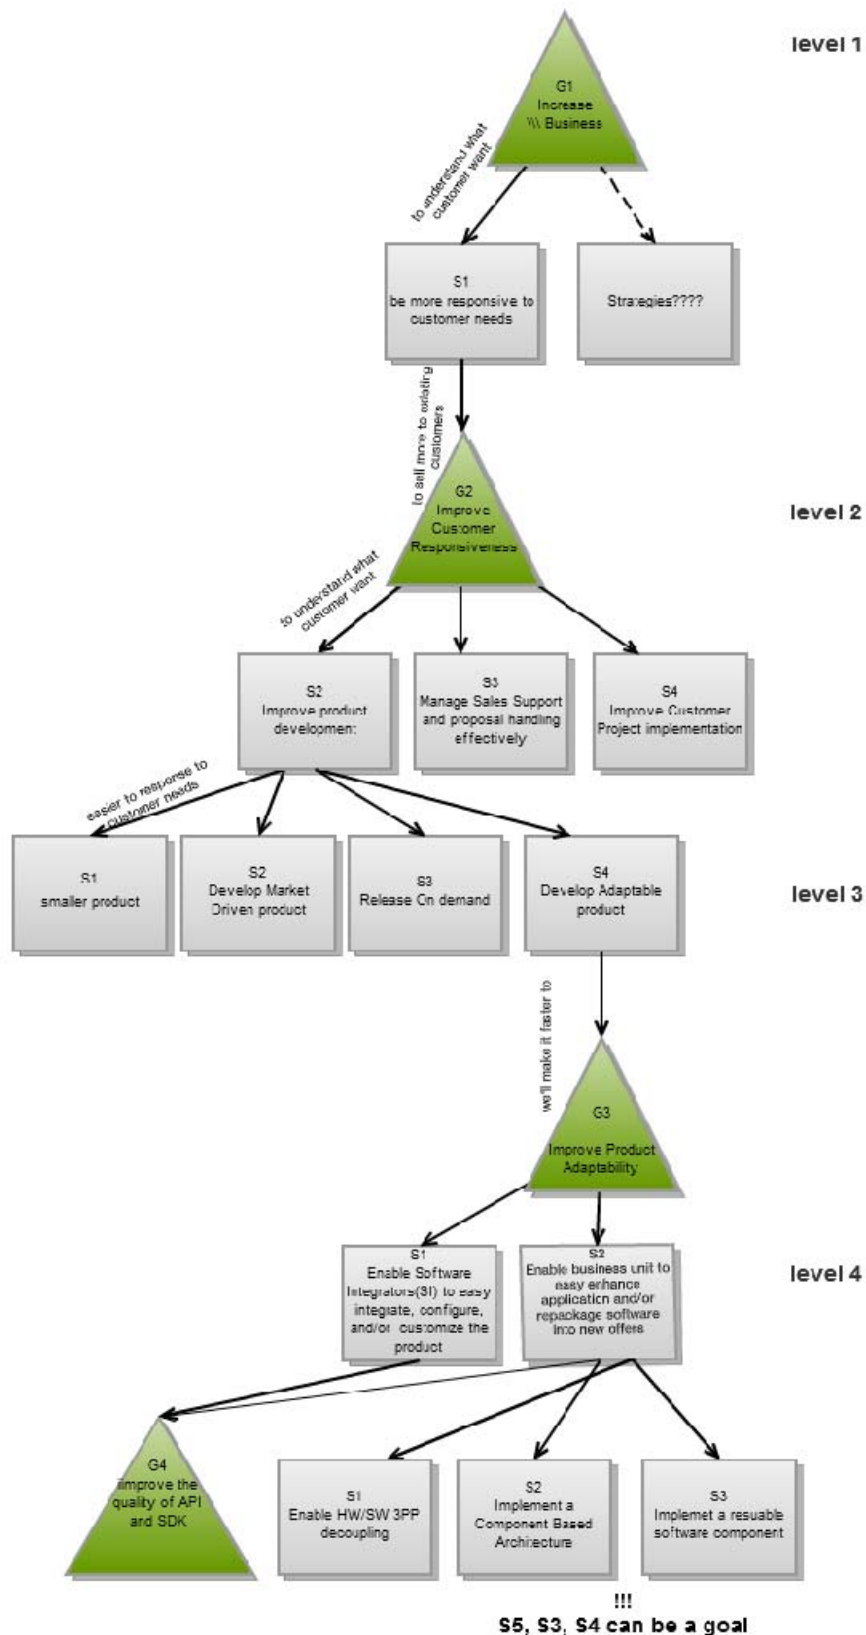 level 1
G1
Increase
\\\ Business
to understand what
customer want
S1
be more responsive to
customer needs
Strategies????
to sell more to existing
customers
level 2
G2
Improve
Customer
Responsiveness
to understand what
customer want
S2
Improve product
development
S3
Manage Sales Support
and proposal handling
effectively
S4
Improve Customer
Project implementation
easier to response to
customer needs
level 3
S1
smaller product
S2
Develop Market
Driven product
S3
Release On demand
S4
Develop Adaptable
product
we'll make it faster to
G3
Improve Product
Adaptability
level 4
S1
Enable Software
Integrators(SI) to easy
integrate, configure,
and/or customize the
product
S2
Enable business unit to
easy enhance
application and/or
repackage software
into new offers
G4
iimprove the
quality of API
and SDK
S1
Enable HW/SW 3PP
decoupling
S2
Implement a
Component Based
Architecture
S3
Implemet a resuable
software component
!!!
S5, S3, S4 can be a goal